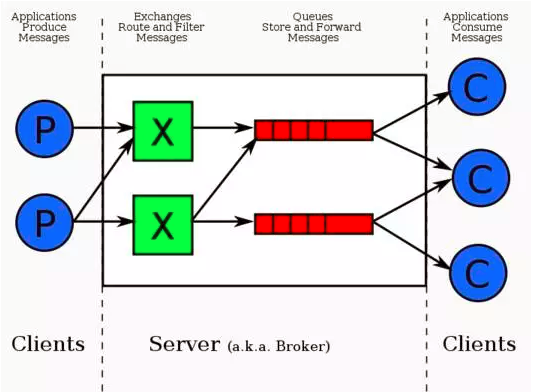 Applications
Produce
Messages
Exchanges
Route and Filter
Messages
Queues
Store and Forward
Messages
Applications
Consume
Messages
P
X
C
P
X
C
C
Clients
Server (a.k.a. Broker)
Clients